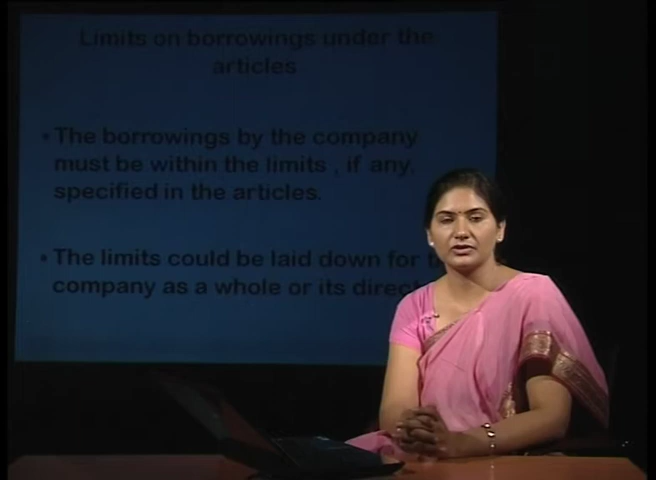 Limits on borrowings under the
articles
• The borrowings by the company
must be within the limits , if any,
specified in the articles.
• The limits could be laid down for
company as a whole or its